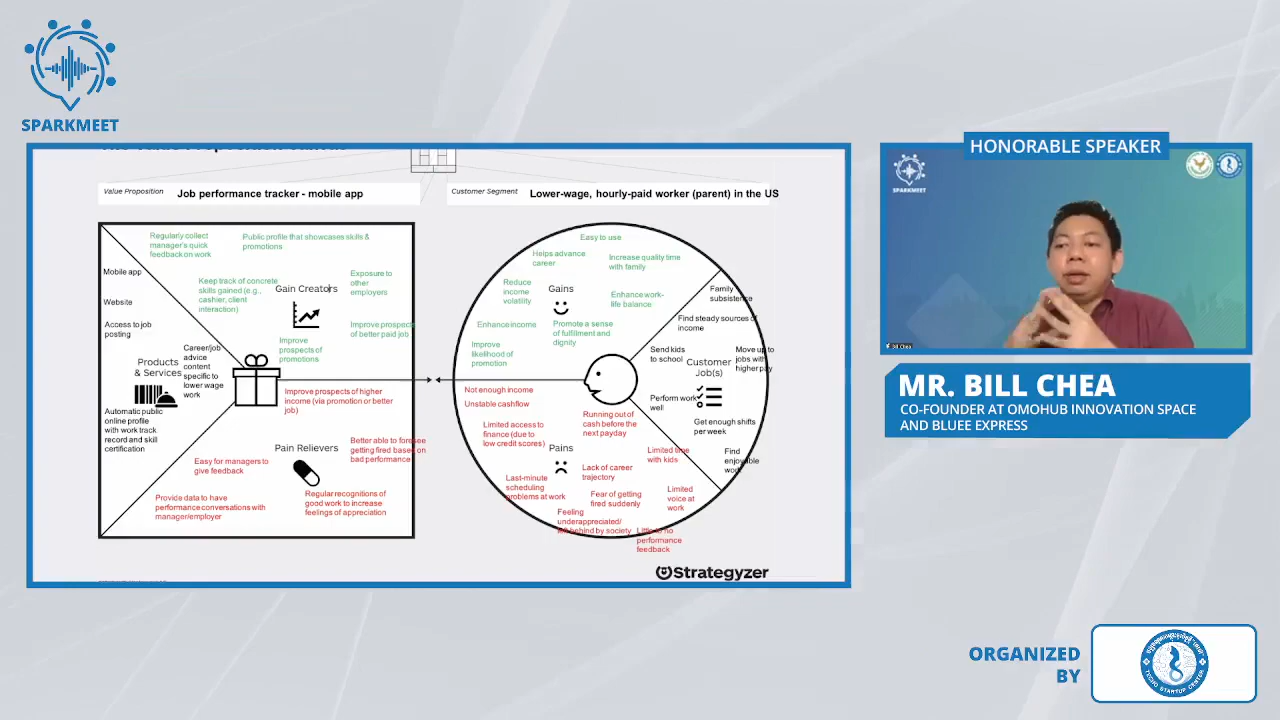 SPARKMEET
HONORABLE SPEAKER
SPARKMEET
Bill Chea
MR. BILL CHEA
CO-FOUNDER AT OMOHUB INNOVATION SPACE
AND BLUEE EXPRESS
ORGANIZED
BY
TECHO STARTUP CENTER
Value Proposition
Job performance tracker - mobile app
Customer Segment
Lower-wage, hourly-paid worker (parent) in the US
Regularly collect
manager's quick
feedback on work
Public profile that showcases skills &
promotions
Mobile app
Keep track of concrete
skills gained (e.g.,
cashier, client
interaction)
Exposure to
other
employers
Gain Creators
Website
Access to job
posting
Improve prospects
of better paid job
Improve
prospects of
promotions
Products
& Services
Career/job
advice
content
specific to
lower wage
work
Automatic public
online profile
with work track
record and skill
certification
Improve prospects of higher
income (via promotion or better
job)
Pain Relievers
Better able to foresee
getting fired based on
bad performance
Easy for managers to
give feedback
Provide data to have
performance conversations with
manager/employer
Regular recognitions of
good work to increase
feelings of appreciation
Easy to use
Helps advance
career
Increase quality time
with family
Reduce
income
volatility
Gains
Enhance work-
life balance
Enhance income
Promote a sense
of fulfillment and
dignity
Improve
likelihood of
promotion
Family
subsistence
Find steady sources of
income
Send kids
to school
Customer
Job(s)
Move up to
jobs with
higher pay
Perform work
well
Get enough shifts
per week
Find
enjoyable
work
Not enough income
Unstable cashflow
Limited access to
finance (due to
low credit scores)
Running out of
cash before the
next payday
Pains
Limited time
with kids
Lack of career
trajectory
Last-minute
scheduling
problems at work
Fear of getting
fired suddenly
Limited
voice at
work
Feeling
underappreciated/
left behind by society
Little to no
performance
feedback
Strategyzer